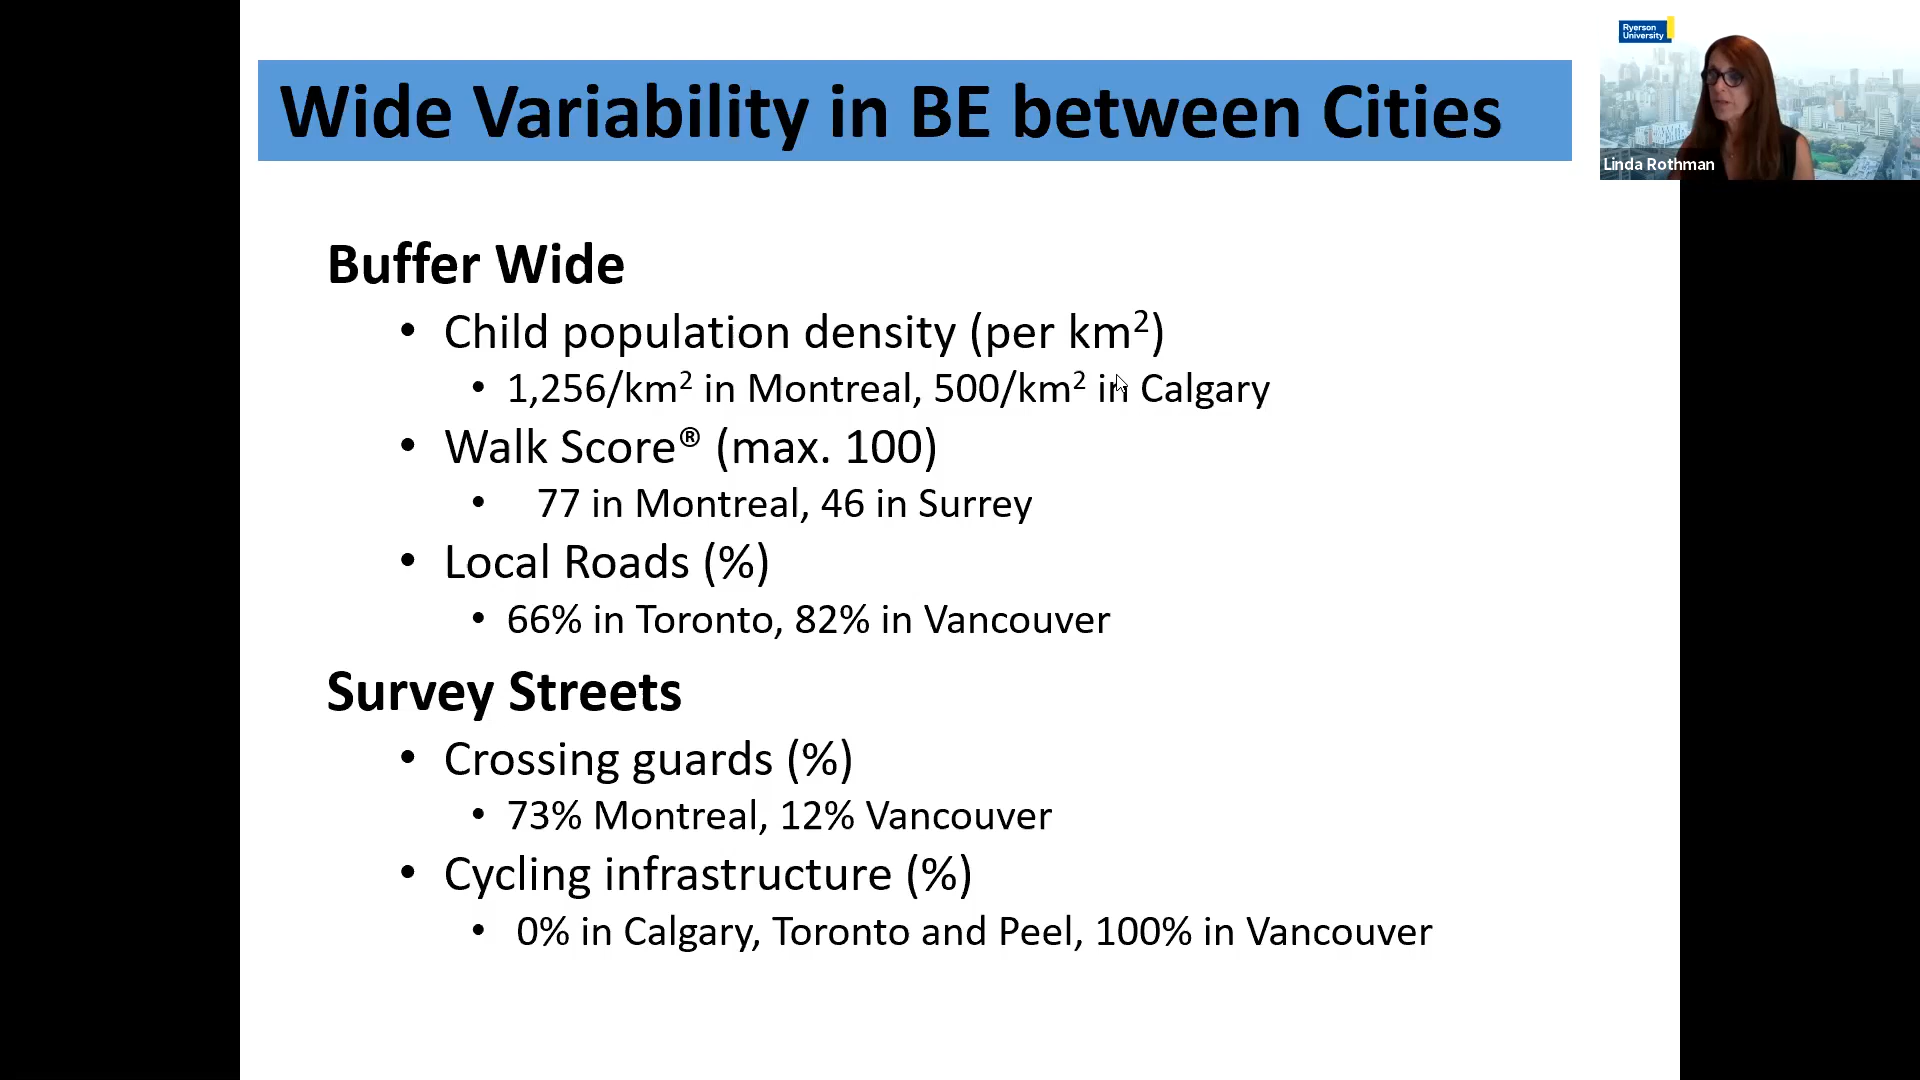 Wide Variability in BE between Cities
Ryerson
University
Linda Rothman
Buffer Wide
• Child population density (per km²)
• 1,256/km² in Montreal, 500/km² in Calgary
• Walk Score® (max. 100)
• 77 in Montreal, 46 in Surrey
• Local Roads (%)
• 66% in Toronto, 82% in Vancouver
Survey Streets
• Crossing guards (%)
• 73% Montreal, 12% Vancouver
• Cycling infrastructure (%)
• 0% in Calgary, Toronto and Peel, 100% in Vancouver